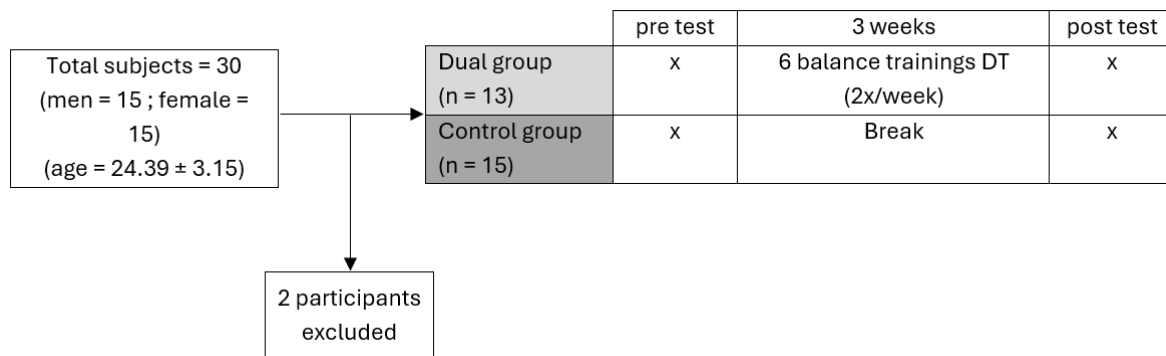 Total subjects = 30
(men = 15 ; female =
15)
(age = 24.39 ± 3.15)
pre test
3 weeks
post test
Dual group
(n = 13)
x
6 balance trainings DT
(2x/week)
x
Control group
(n = 15)
x
Break
x
2 participants
excluded